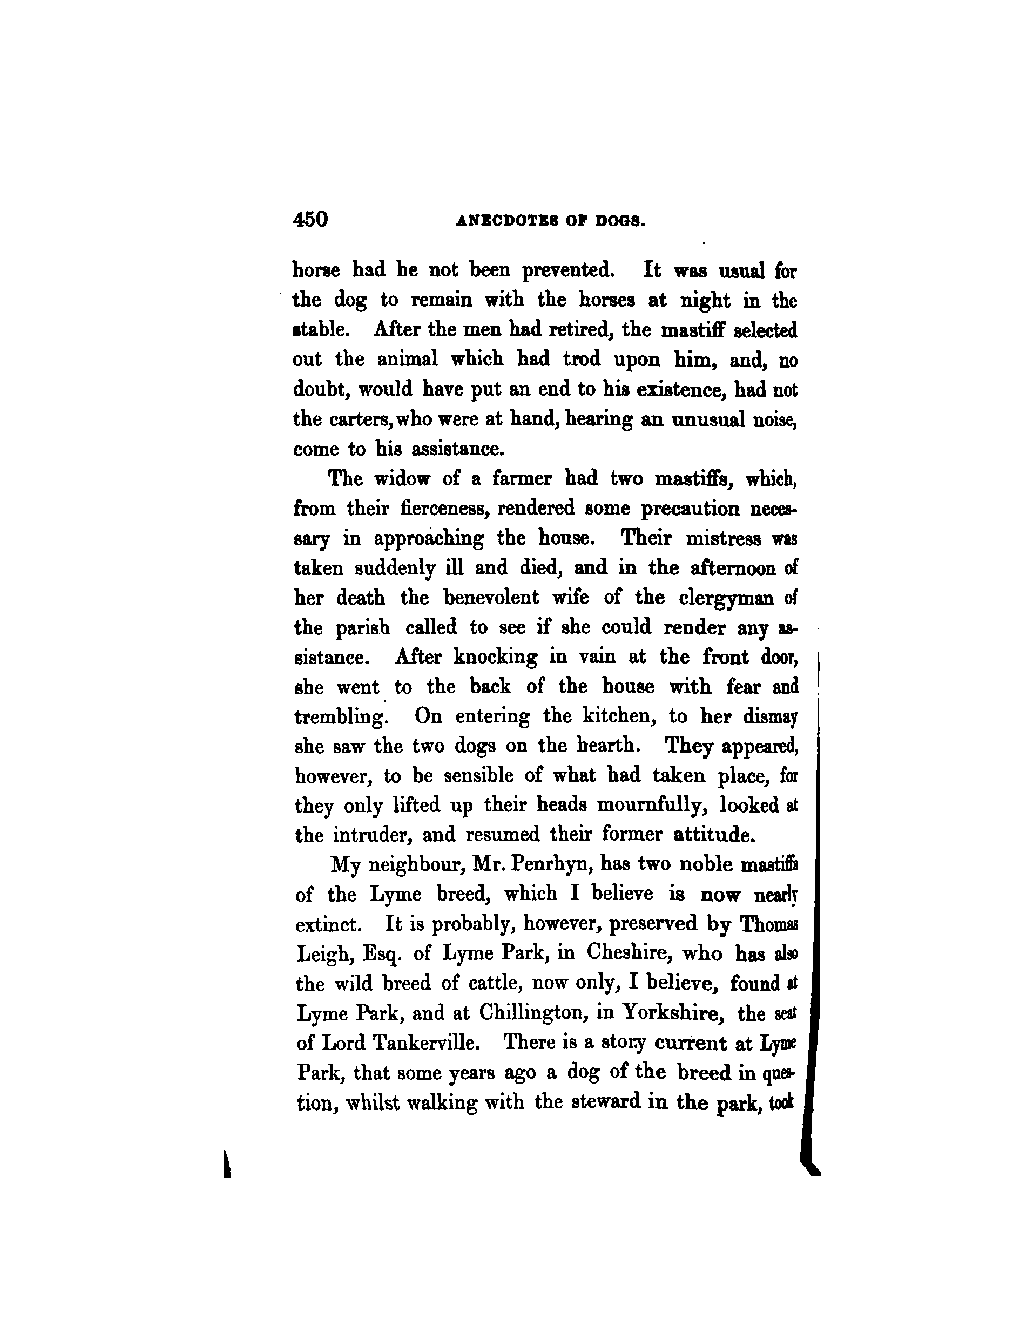 450 ANECDOTES OF DOGS.
horse had he not been prevented. It was usual for
the dog to remain with the horses at night in the
stable. After the men had retired, the mastiff selected
out the animal which had trod upon him, and, no
doubt, would have put an end to his existence, had not
the carters, who were at hand, hearing an unusual noise,
come to his assistance.
The widow of a farmer had two mastiffs, which,
from their fierceness, rendered some precaution neces-
sary in approaching the house. Their mistress was
taken suddenly ill and died, and in the afternoon of
her death the benevolent wife of the clergyman of
the parish called to see if she could render any as-
sistance. After knocking in vain at the front door,
she went to the back of the house with fear and
trembling. On entering the kitchen, to her dismay
she saw the two dogs on the hearth. They appeared,
however, to be sensible of what had taken place, for
they only lifted up their heads mournfully, looked at
the intruder, and resumed their former attitude.
My neighbour, Mr. Penrhyn, has two noble mastiffs
of the Lyme breed, which I believe is now nearly
extinct. It is probably, however, preserved by Thomas
Leigh, Esq. of Lyme Park, in Cheshire, who has also
the wild breed of cattle, now only, I believe, found at
Lyme Park, and at Chillington, in Yorkshire, the seat
of Lord Tankerville. There is a story current at Lyme
Park, that some years ago a dog of the breed in ques-
tion, whilst walking with the steward in the park, took